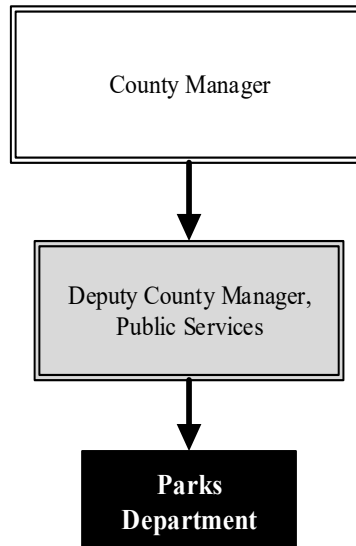 County Manager
Deputy County Manager,
Public Services
Parks
Department